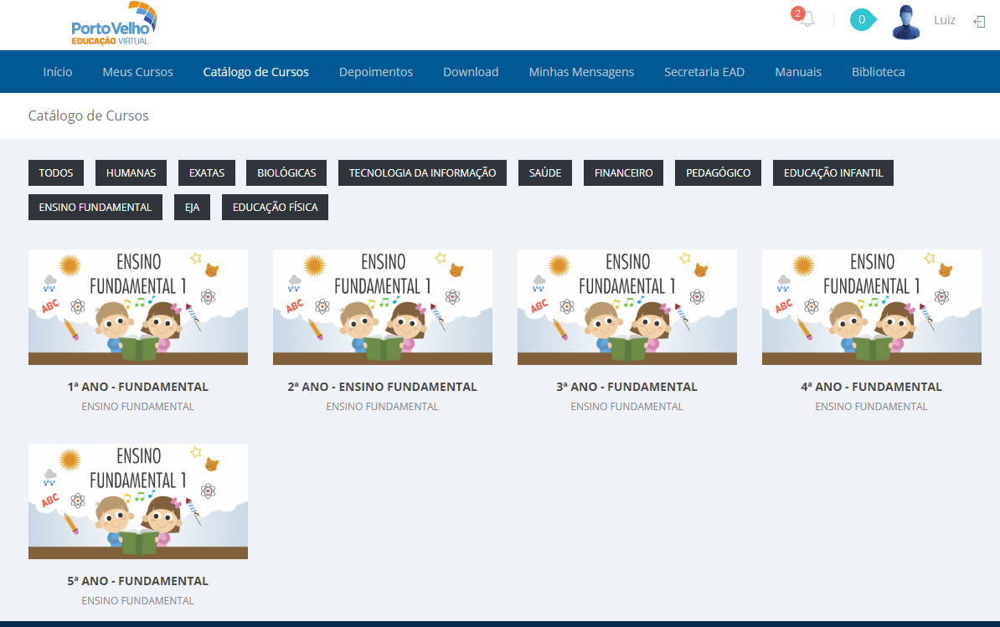 Porto Velho
EDUCAÇÃO VIRTUAL
2
0
Luiz
Início
Meus Cursos
Catálogo de Cursos
Depoimentos
Download
Minhas Mensagens
Secretaria EAD
Manuais
Biblioteca
Catálogo de Cursos
TODOS
HUMANAS
EXATAS
BIOLÓGICAS
TECNOLOGIA DA INFORMAÇÃO
SAÚDE
FINANCEIRO
PEDAGÓGICO
EDUCAÇÃO INFANTIL
ENSINO FUNDAMENTAL
EJA
EDUCAÇÃO FÍSICA
ENSINO
FUNDAMENTAL 1
ABC
1ª ANO - FUNDAMENTAL
ENSINO FUNDAMENTAL
ENSINO
FUNDAMENTAL 1
ABC
2ª ANO - ENSINO FUNDAMENTAL
ENSINO FUNDAMENTAL
ENSINO
FUNDAMENTAL 1
ABC
3ª ANO - FUNDAMENTAL
ENSINO FUNDAMENTAL
ENSINO
FUNDAMENTAL 1
ABC
4ª ANO - FUNDAMENTAL
ENSINO FUNDAMENTAL
ENSINO
FUNDAMENTAL 1
ABC
5ª ANO - FUNDAMENTAL
ENSINO FUNDAMENTAL